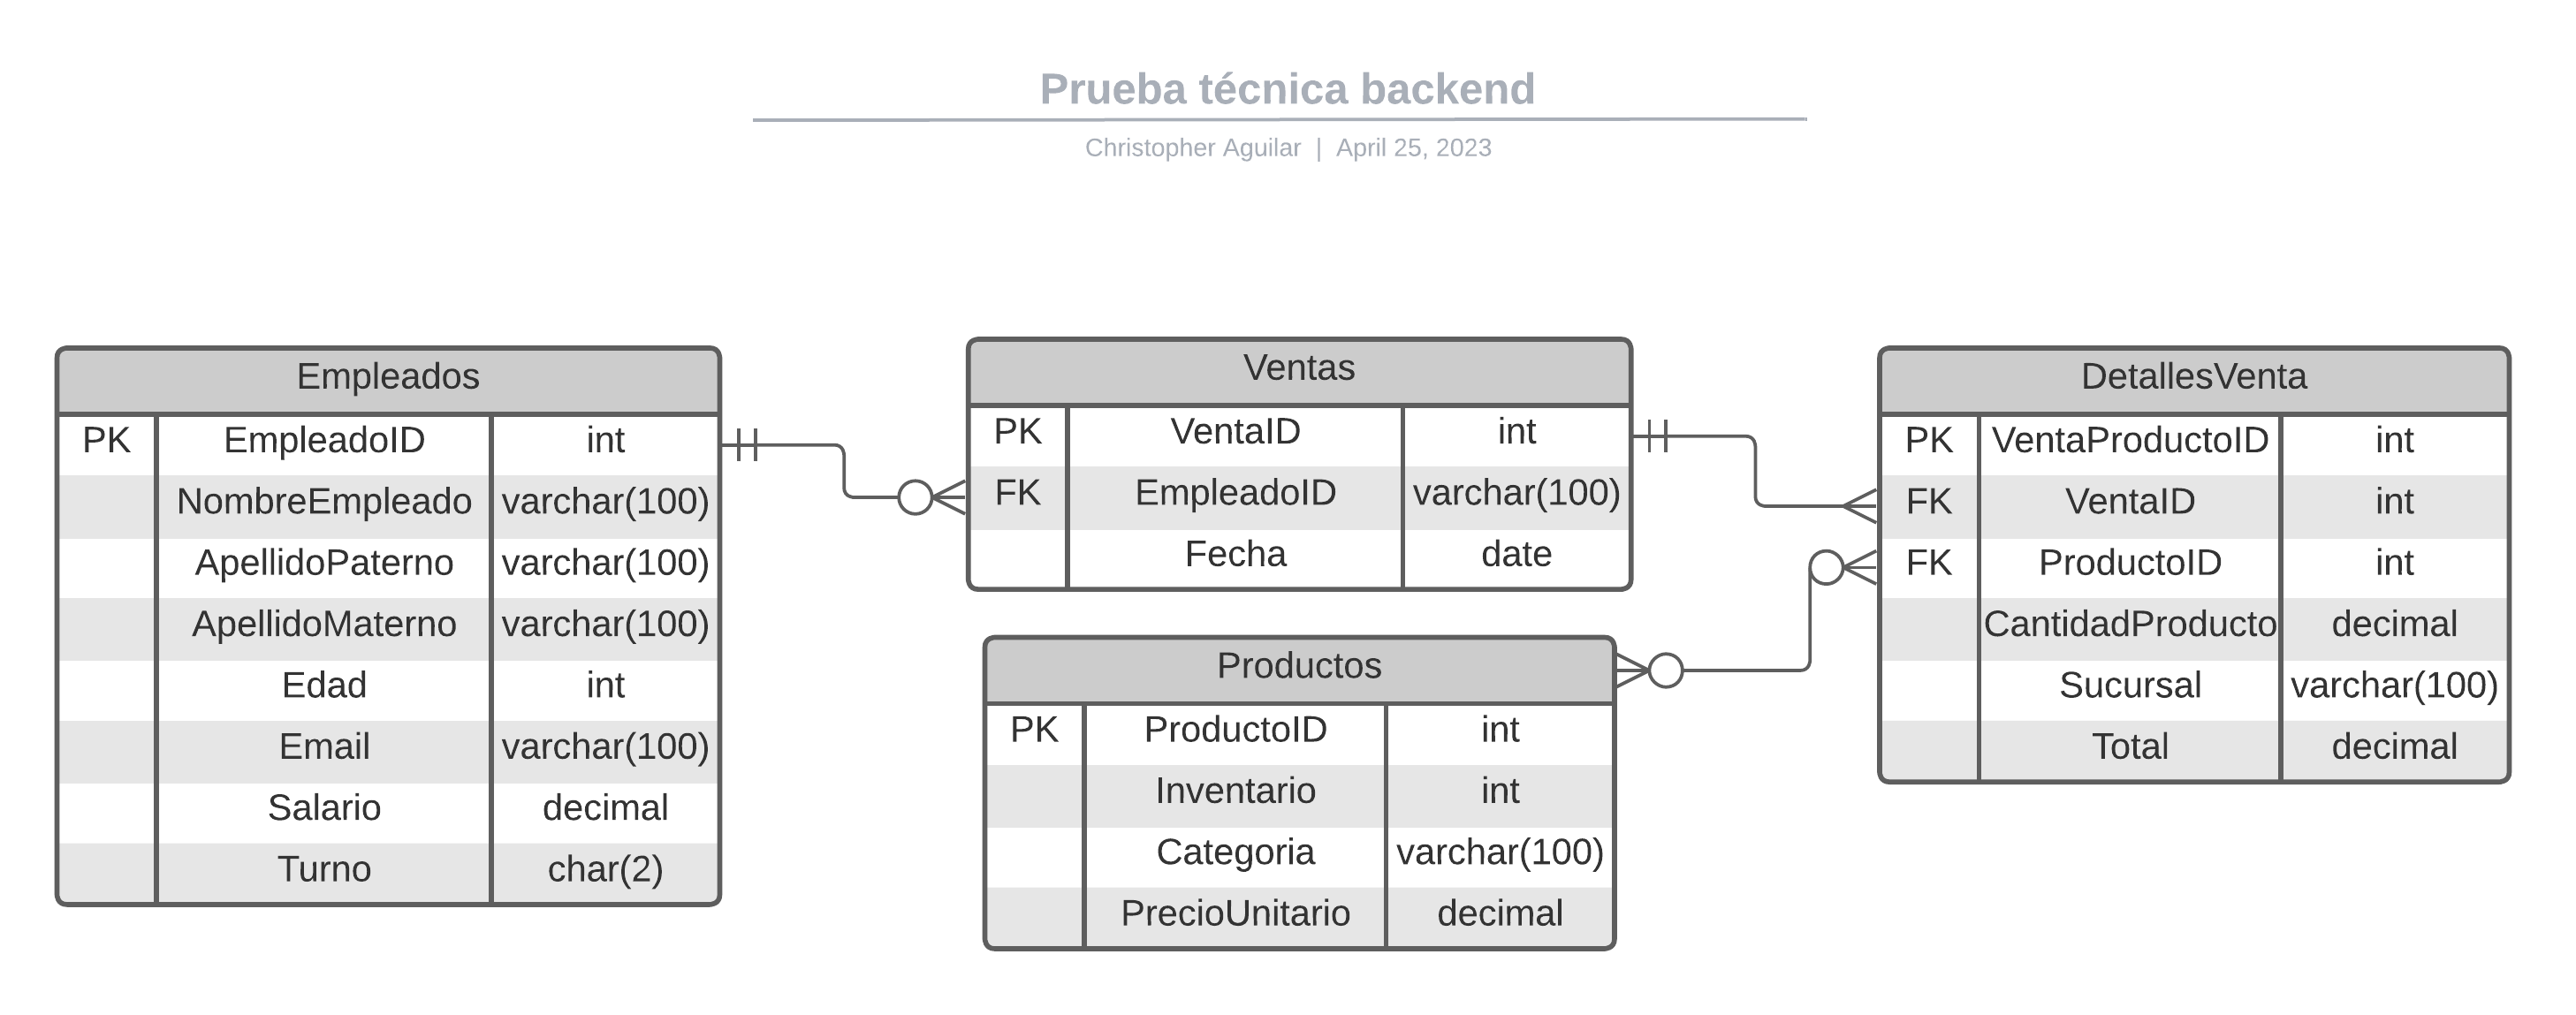 Prueba técnica backend
Christopher Aguilar | April 25, 2023
Empleados
PK EmpleadoID int
NombreEmpleado varchar(100)
ApellidoPaterno varchar(100)
ApellidoMaterno varchar(100)
Edad int
Email varchar(100)
Salario decimal
Turno char(2)
Ventas
PK VentaID int
FK EmpleadoID varchar(100)
Fecha date
Productos
PK ProductoID int
Inventario int
Categoria varchar(100)
PrecioUnitario decimal
DetallesVenta
PK VentaProductoID int
FK VentaID int
FK ProductoID int
CantidadProducto decimal
Sucursal varchar(100)
Total decimal